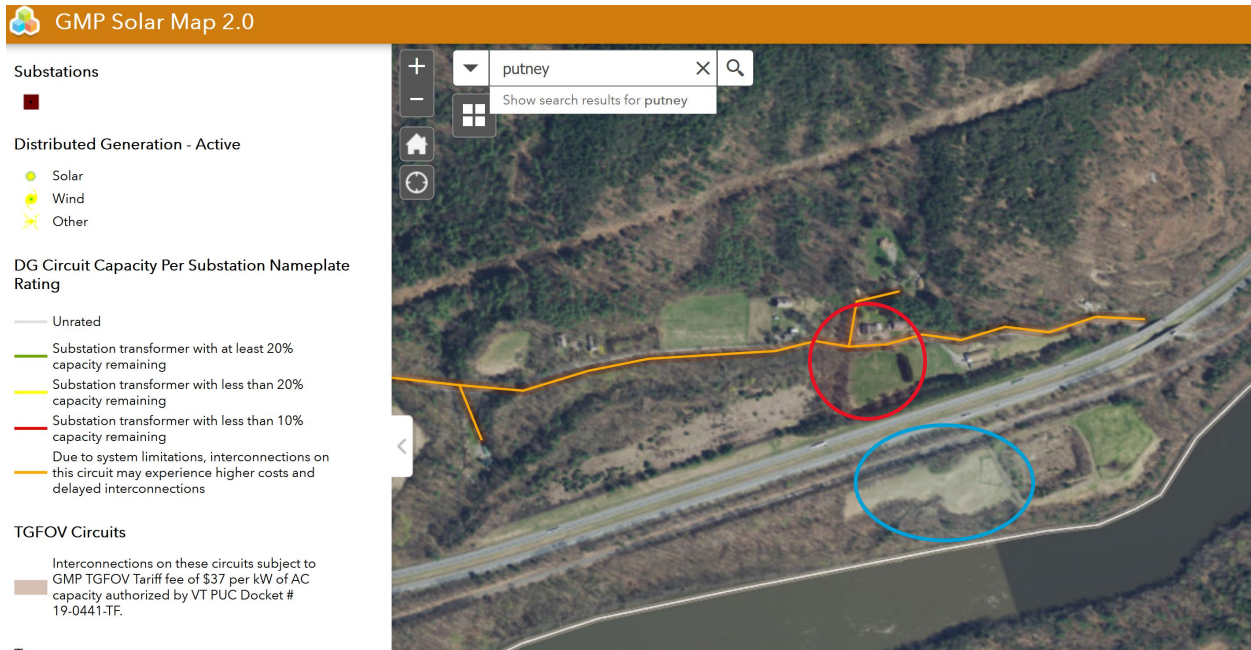 GMP Solar Map 2.0
Substations
putney
Show search results for putney
Distributed Generation - Active
Solar
Wind
Other
DG Circuit Capacity Per Substation Nameplate
Rating
Unrated
Substation transformer with at least 20%
capacity remaining
Substation transformer with less than 20%
capacity remaining
Substation transformer with less than 10%
capacity remaining
Due to system limitations, interconnections on
this circuit may experience higher costs and
delayed interconnections
TGFOV Circuits
Interconnections on these circuits subject to
GMP TGFOV Tariff fee of $37 per kW of AC
capacity authorized by VT PUC Docket #
19-0441-TF.